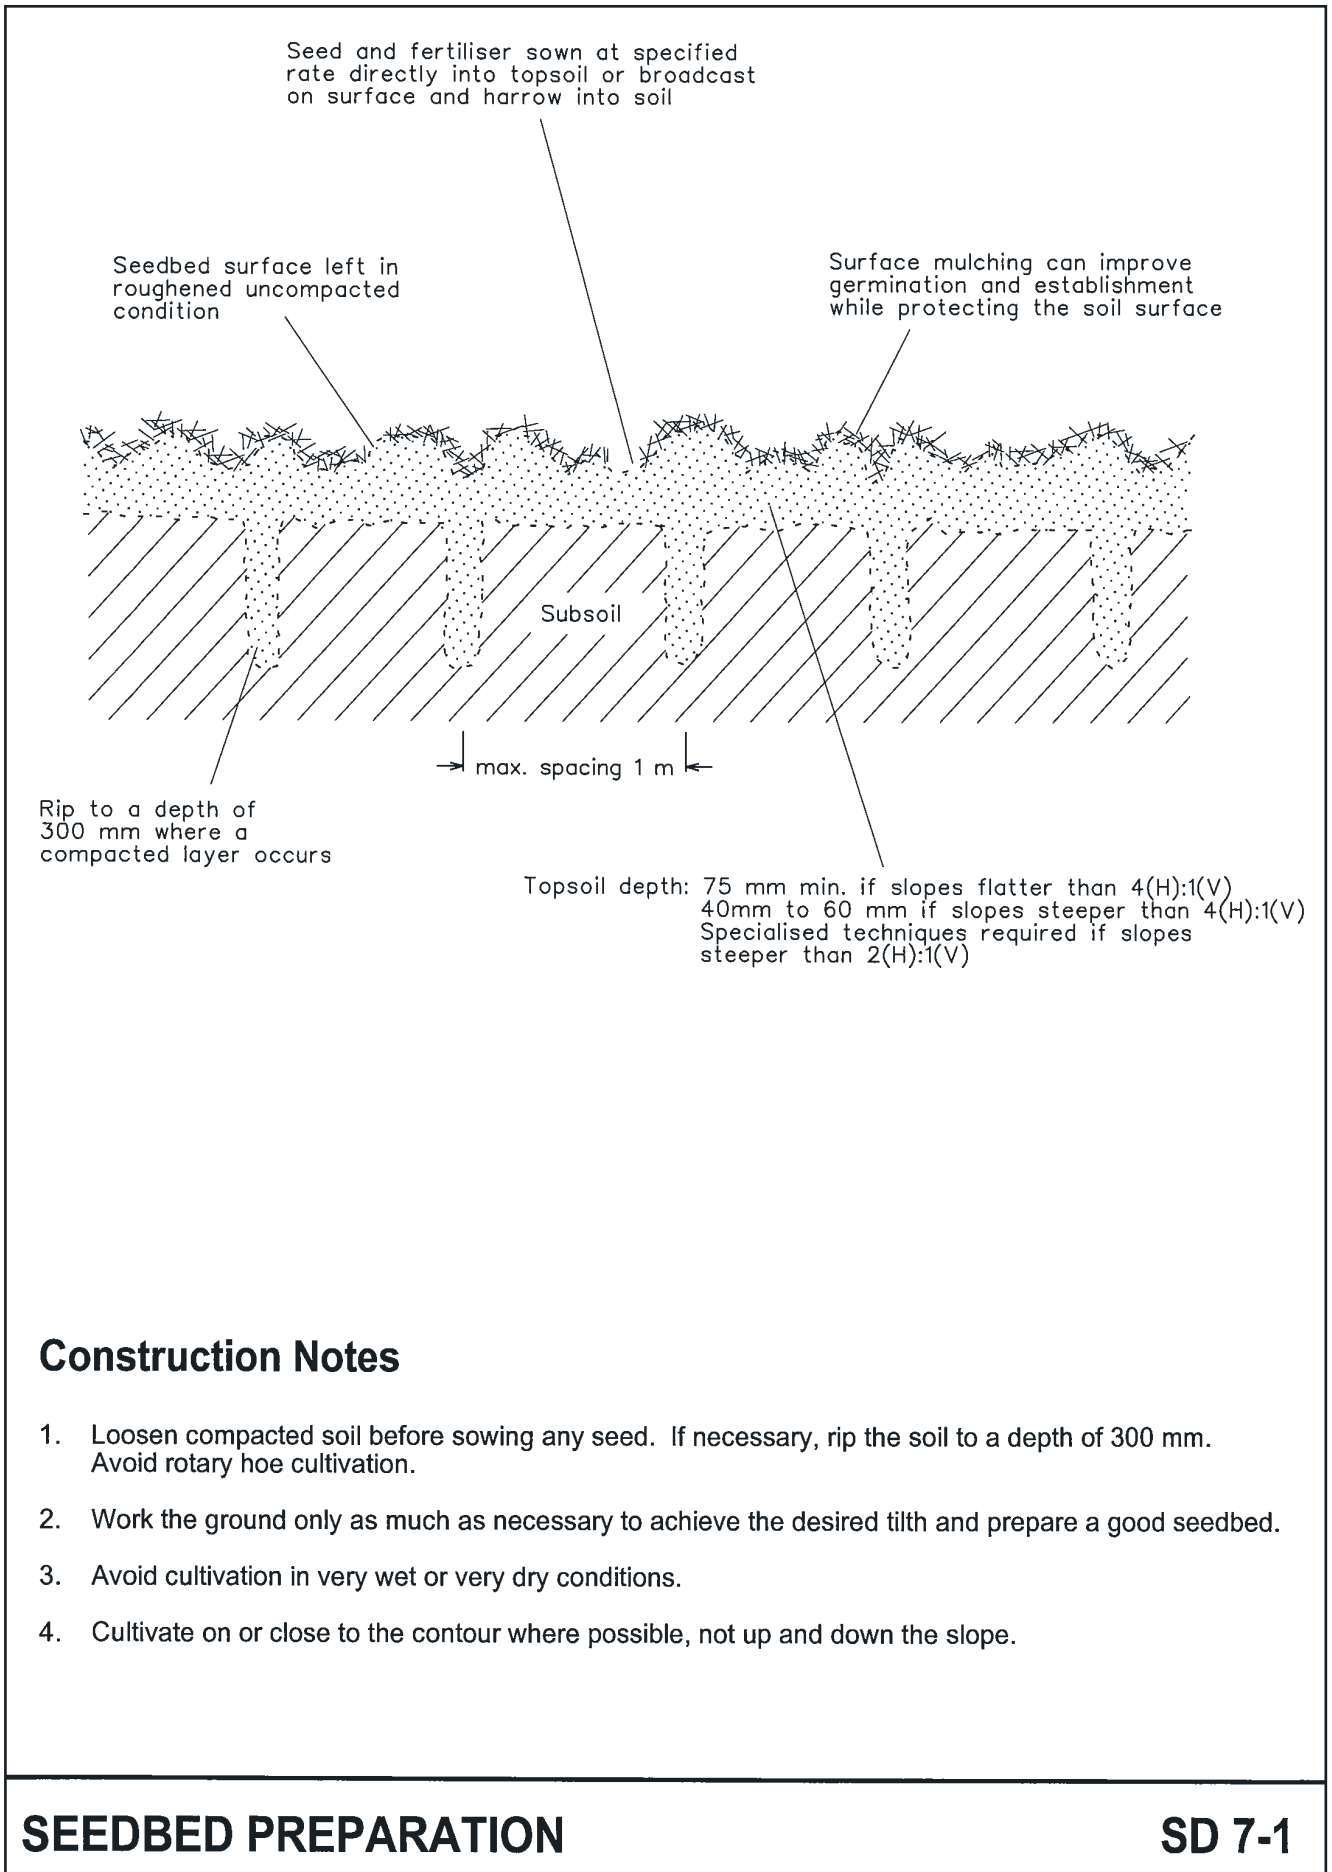 Seed and fertiliser sown at specified
rate directly into topsoil or broadcast
on surface and harrow into soil
Seedbed surface left in
roughened uncompacted
condition
Surface mulching can improve
germination and establishment
while protecting the soil surface
Subsoil
max. spacing 1 m
Rip to a depth of
300 mm where a
compacted layer occurs
Topsoil depth: 75 mm min. if slopes flatter than 4(H):1(V)
40mm to 60 mm if slopes steeper than 4(H):1(V)
Specialised techniques required if slopes
steeper than 2(H):1(V)
Construction Notes
1. Loosen compacted soil before sowing any seed. If necessary, rip the soil to a depth of 300 mm.
Avoid rotary hoe cultivation.
2. Work the ground only as much as necessary to achieve the desired tilth and prepare a good seedbed.
3. Avoid cultivation in very wet or very dry conditions.
4. Cultivate on or close to the contour where possible, not up and down the slope.
SEEDBED PREPARATION SD 7-1